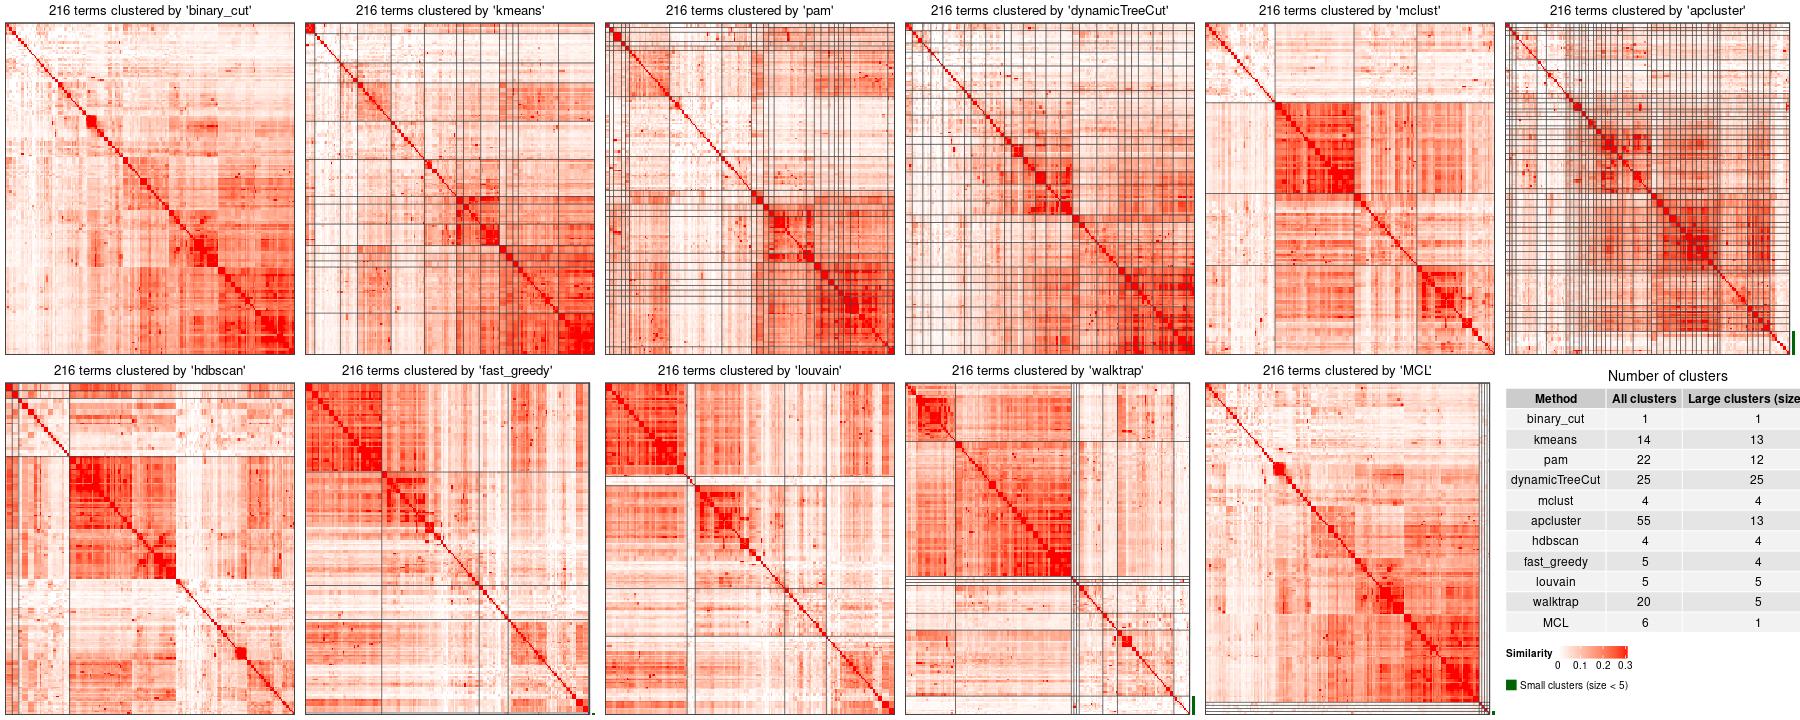 216 terms clustered by 'binary_cut'
216 terms clustered by 'kmeans'
216 terms clustered by 'pam'
216 terms clustered by 'dynamicTreeCut'
216 terms clustered by 'mclust'
216 terms clustered by 'apcluster'
216 terms clustered by 'hdbscan'
216 terms clustered by 'fast_greedy'
216 terms clustered by 'louvain'
216 terms clustered by 'walktrap'
216 terms clustered by 'MCL'
Number of clusters
Method All clusters Large clusters (size
binary_cut 1 1
kmeans 14 13
pam 22 12
dynamicTreeCut 25 25
mclust 4 4
apcluster 55 13
hdbscan 4 4
fast_greedy 5 4
louvain 5 5
walktrap 20 5
MCL 6 1
Similarity
0 0.1 0.2 0.3
Small clusters (size < 5)